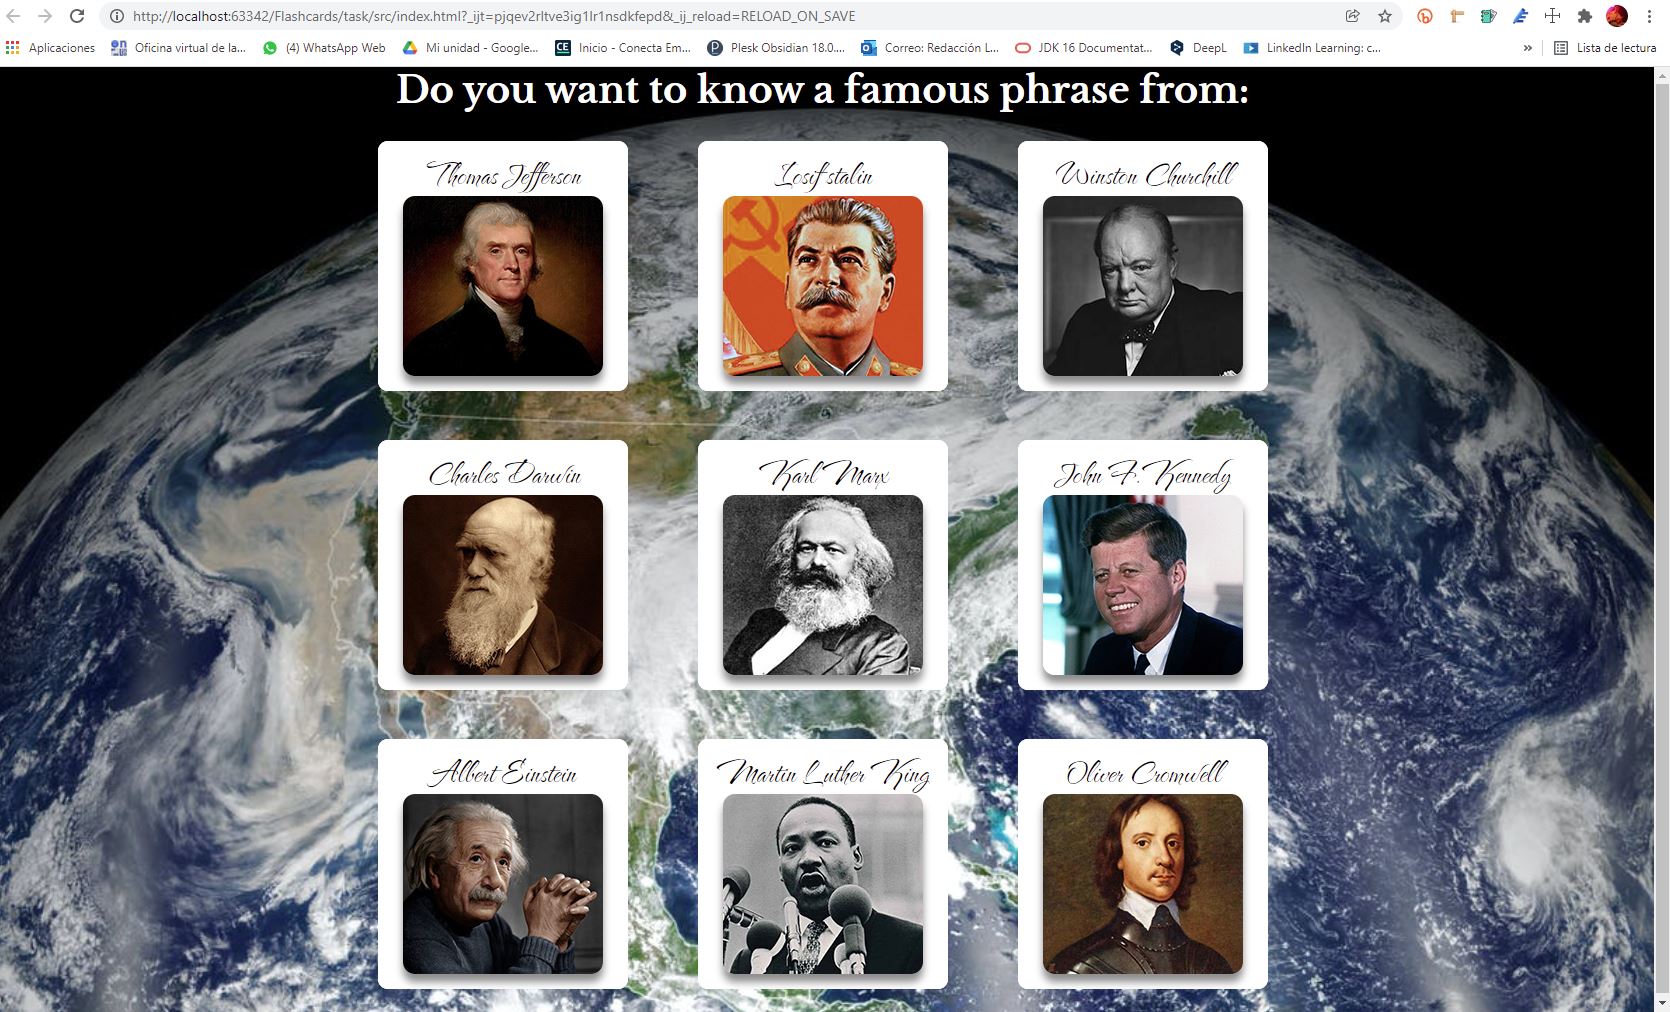 http://localhost:63342/Flashcards/task/src/index.html?_ijt=pjqev2rltve3ig1lr1nsdkfepd&_ij_reload=RELOAD_ON_SAVE
Aplicaciones Oficina virtual de la... (4) WhatsApp Web Mi unidad - Google... CE Inicio - Conecta Em... P Plesk Obsidian 18.0.... Correo: Redacción L... JDK 16 Documentat... DeepL LinkedIn Learning: c... » Lista de lectura
Do you want to know a famous phrase from:
Thomas Jefferson Iosif stalin Winston Churchill
Charles Darwin Karl Marx John F. Kennedy
Albert Einstein Martin Luther King Oliver Cromwell